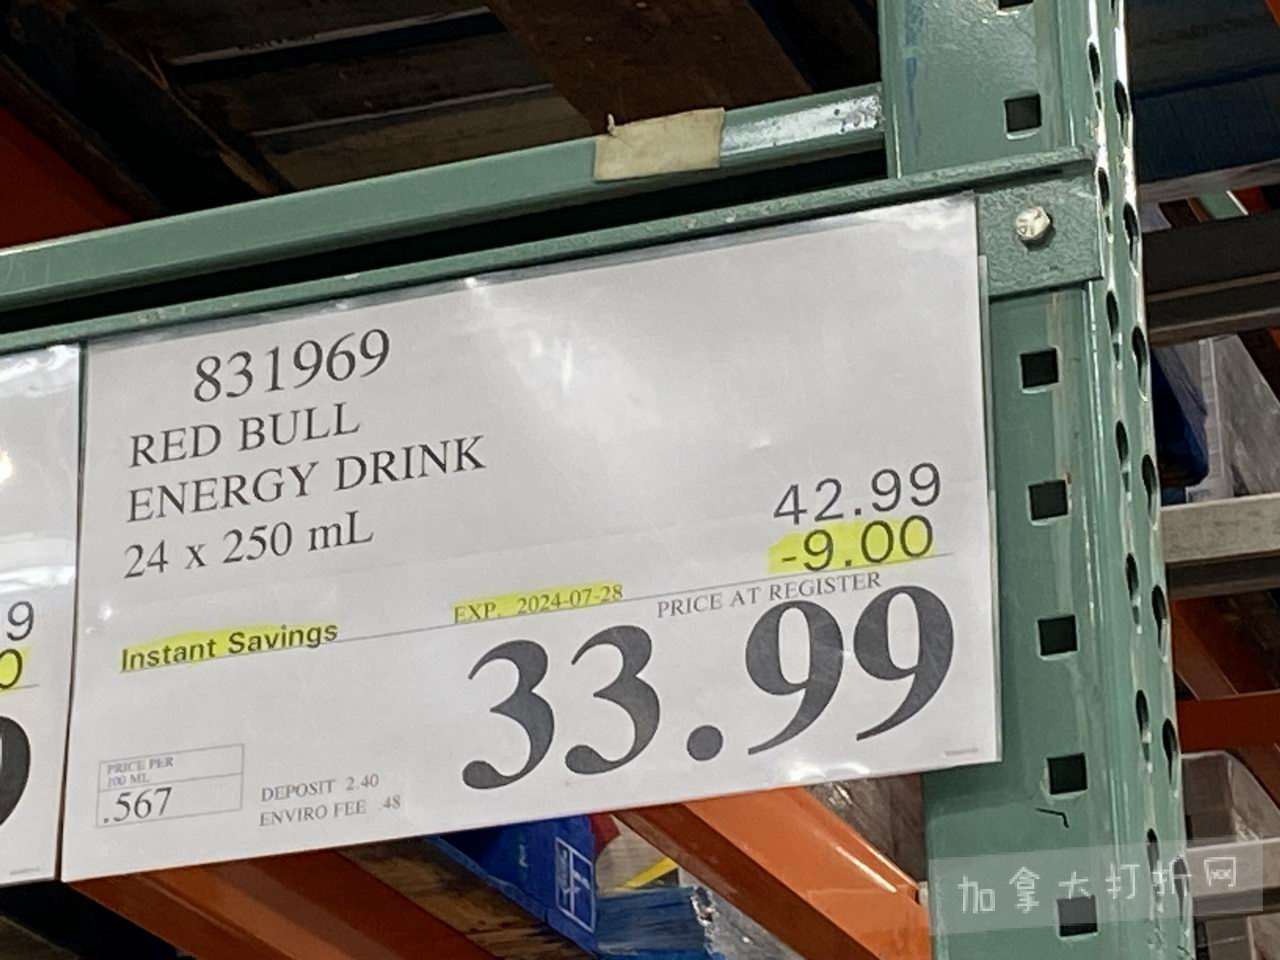 831969
RED BULL
ENERGY DRINK
24 x 250 mL
42.99
-9.00
EXP. 2024-07-28
PRICE AT REGISTER
Instant Savings
33.99
PRICE PER
100 ML
.567
DEPOSIT 2.40
ENVIRO FEE .48
9
0
加拿大打折网